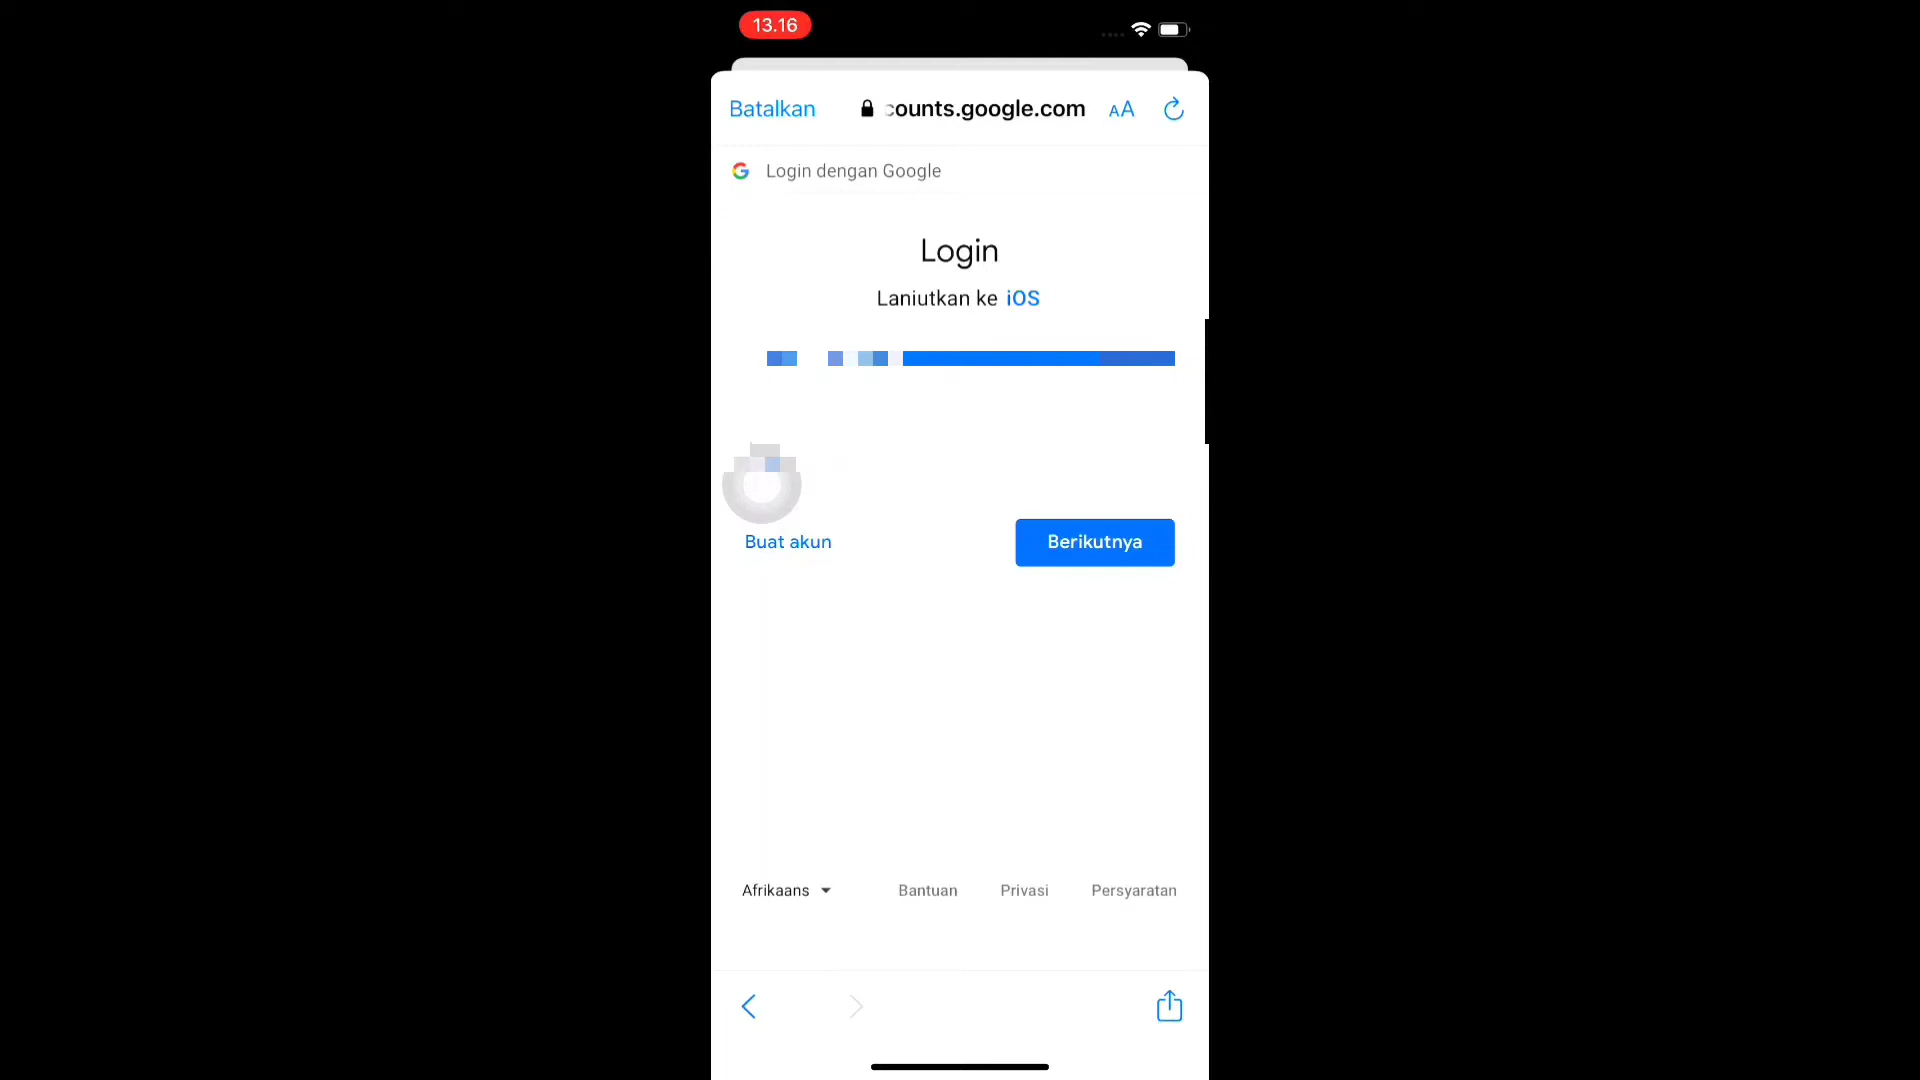 13.16
Batalkan
counts.google.com
AA
Login dengan Google
Login
Laniutkan ke iOS
Buat akun
Berikutnya
Afrikaans
Bantuan
Privasi
Persyaratan